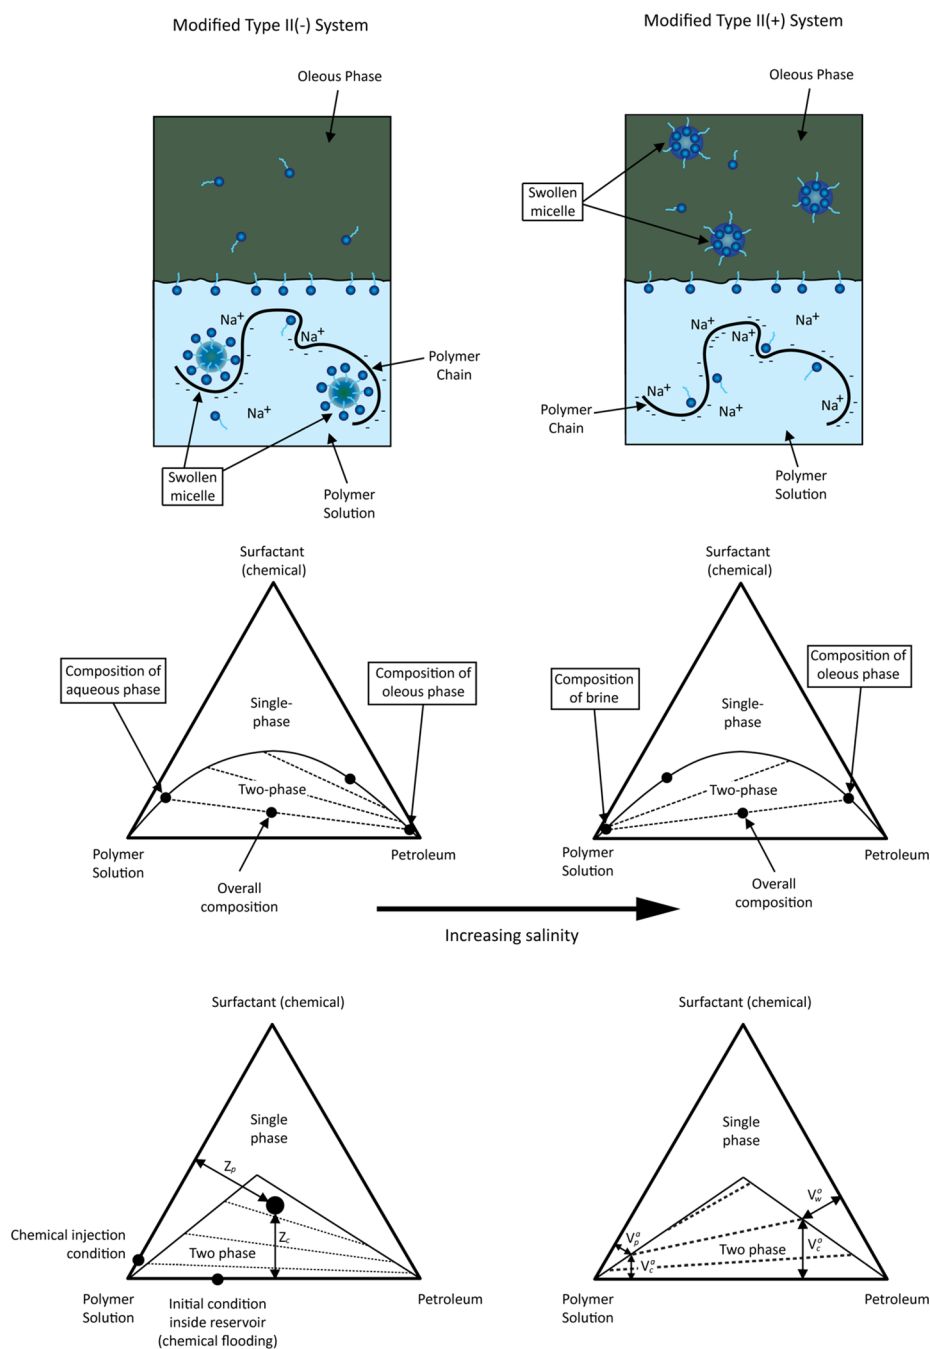 Modified Type II(-) System
Modified Type II(+) System
Oleous Phase
Oleous Phase
Swollen
micelle
Na⁺
Na⁺
Na⁺
Polymer
Chain
Swollen
micelle
Polymer
Solution
Na⁺
Na⁺
Na⁺
Na⁺
Na⁺
Na⁺
Polymer
Chain
Polymer
Solution
Surfactant
(chemical)
Composition of
aqueous phase
Composition of
oleous phase
Single-
phase
Two-phase
Polymer
Solution
Petroleum
Overall
composition
Surfactant
(chemical)
Composition
of brine
Composition of
oleous phase
Single-
phase
Two-phase
Polymer
Solution
Petroleum
Overall
composition
Increasing salinity
Surfactant (chemical)
Single
phase
Zₚ
Chemical injection
condition
Z꜀
Two phase
Polymer
Solution
Petroleum
Initial condition
inside reservoir
(chemical flooding)
Surfactant (chemical)
Single
phase
V_w^o
V_p^a
Two phase
V_c^o
V_c^a
Polymer
Solution
Petroleum